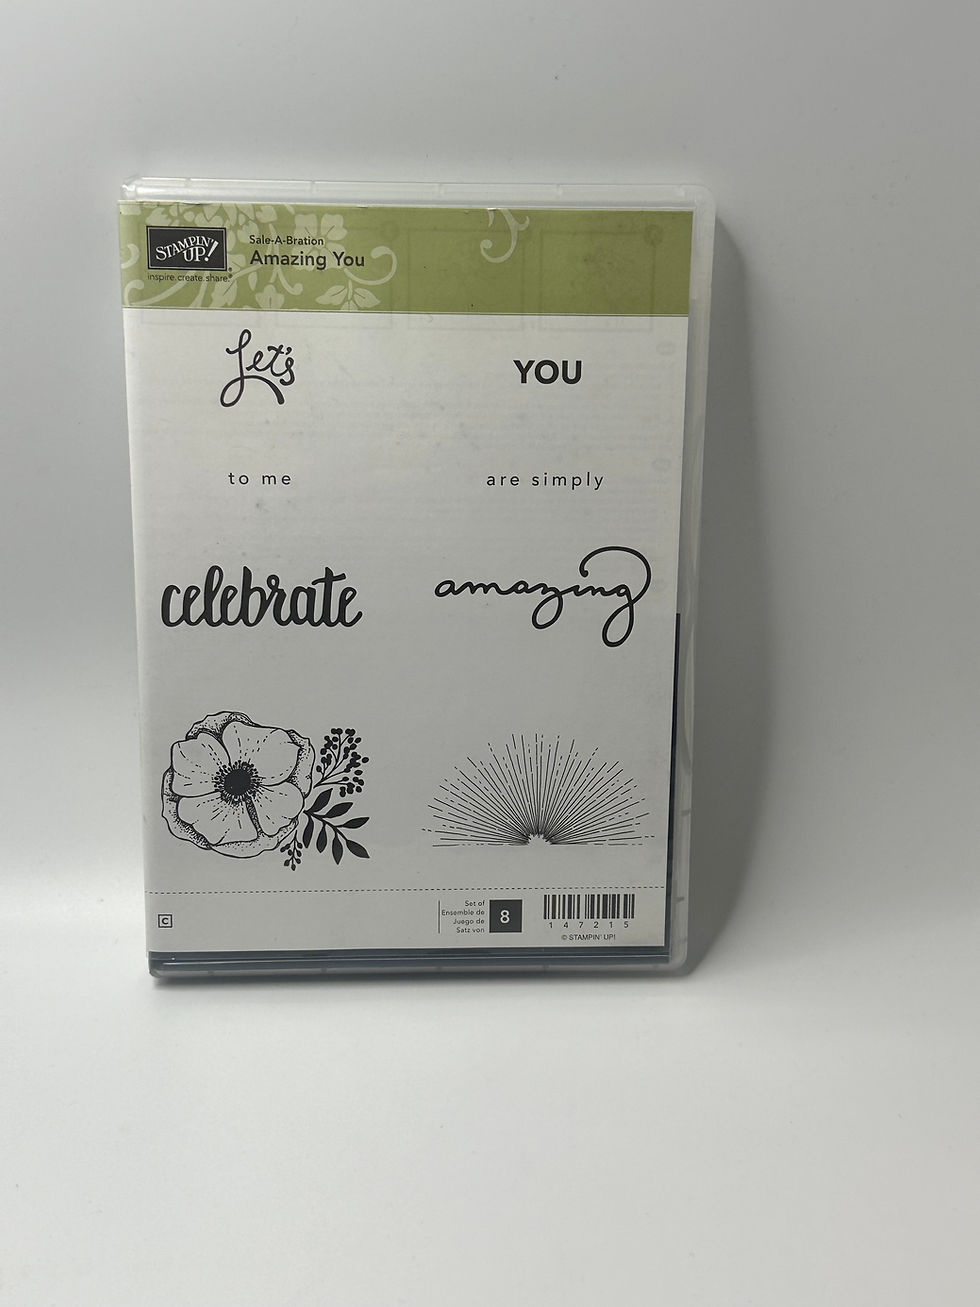 STAMPIN' UP!
inspire.create.share.®
Sale-A-Bration
Amazing You
Let's
YOU
to me
are simply
celebrate
amazing
C
Set of
Ensemble de
Juego de
Satz von
8
147215
© STAMPIN' UP!